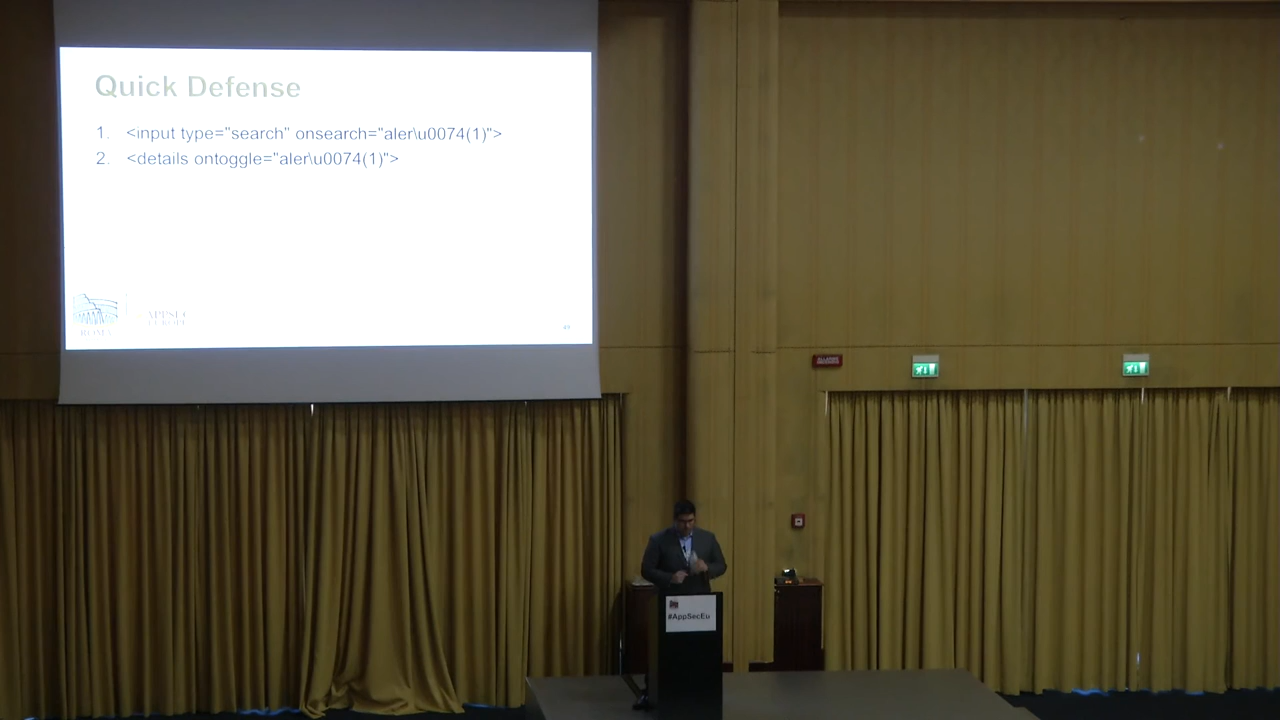 Quick Defense
1. <input type="search" onsearch="aler\u0074(1)">
2. <details ontoggle="aler\u0074(1)">
ROMA
APPSEC
EUROPE
#AppSecEu